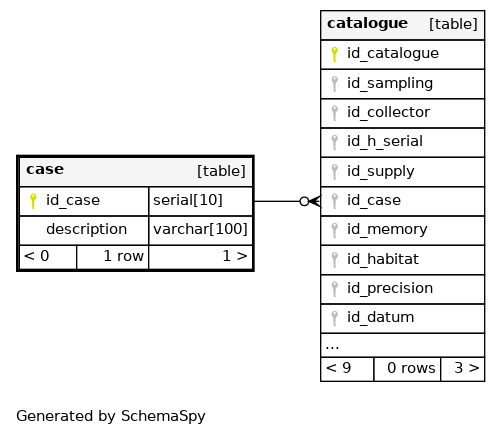 catalogue [table]
id_catalogue
id_sampling
id_collector
id_h_serial
id_supply
id_case
id_memory
id_habitat
id_precision
id_datum
...
< 9 0 rows 3 >
case [table]
id_case serial[10]
description varchar[100]
< 0 1 row 1 >
Generated by SchemaSpy